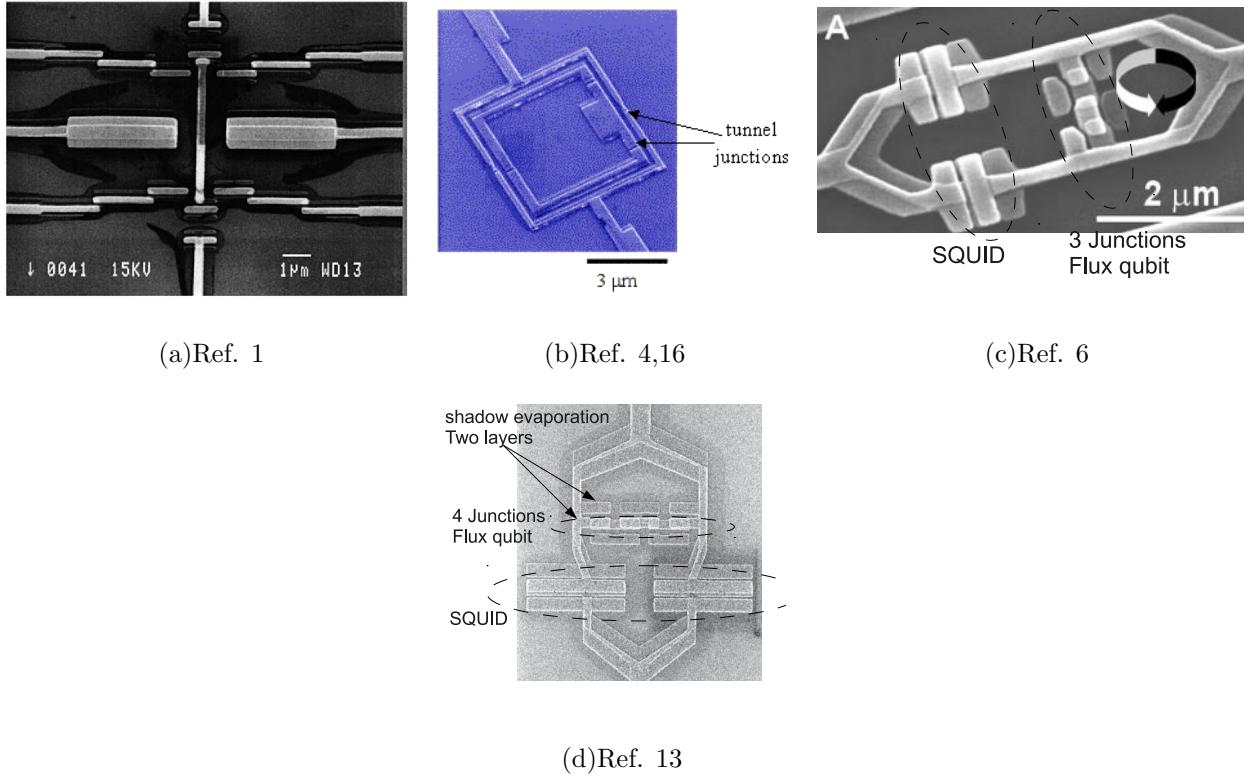 ↓ 0041 15KV 1μm WD13
tunnel
junctions
3 μm
A
2 μm
SQUID
3 Junctions
Flux qubit
(a)Ref. 1
(b)Ref. 4,16
(c)Ref. 6
shadow evaporation
Two layers
4 Junctions
Flux qubit
SQUID
(d)Ref. 13